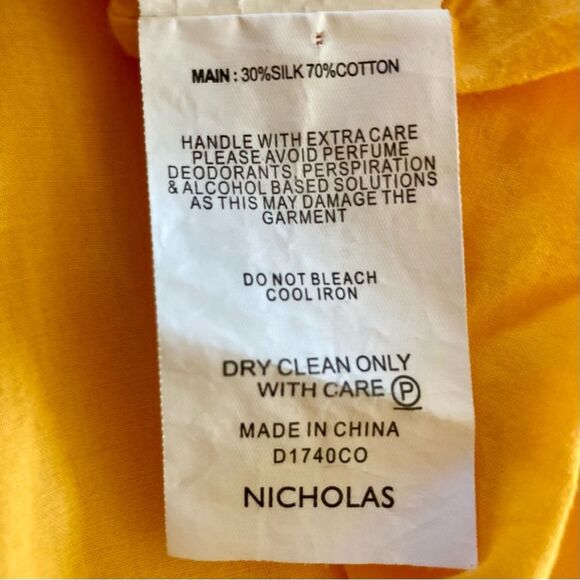 MAIN : 30%SILK 70%COTTON
HANDLE WITH EXTRA CARE
PLEASE AVOID PERFUME
DEODORANTS, PERSPIRATION
& ALCOHOL BASED SOLUTIONS
AS THIS MAY DAMAGE THE
GARMENT
DO NOT BLEACH
COOL IRON
DRY CLEAN ONLY
WITH CARE Ⓟ
MADE IN CHINA
D1740CO
NICHOLAS